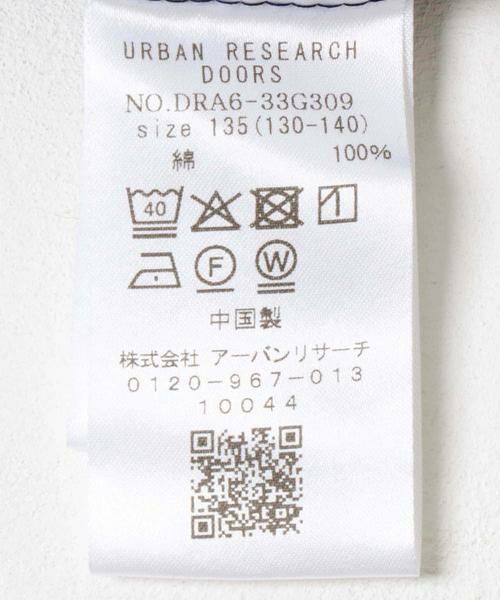 URBAN RESEARCH
DOORS
NO.DRA6-33G309
size 135(130-140)
綿 100%
40
F W
中国製
株式会社 アーバンリサーチ
0120-967-013
10044